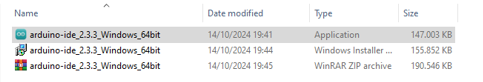 Name Date modified Type Size
arduino-ide_2.3.3_Windows_64bit 14/10/2024 19:41 Application 147.003 KB
arduino-ide_2.3.3_Windows_64bit 14/10/2024 19:44 Windows Installer ... 155.852 KB
arduino-ide_2.3.3_Windows_64bit 14/10/2024 19:45 WinRAR ZIP archive 190.546 KB